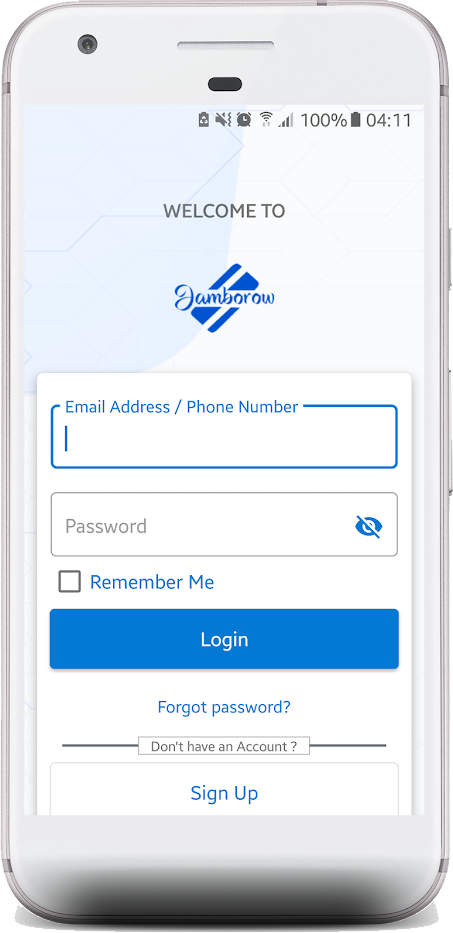 100% 04:11
WELCOME TO
Jamborow
Email Address / Phone Number
Password
Remember Me
Login
Forgot password?
Don't have an Account ?
Sign Up